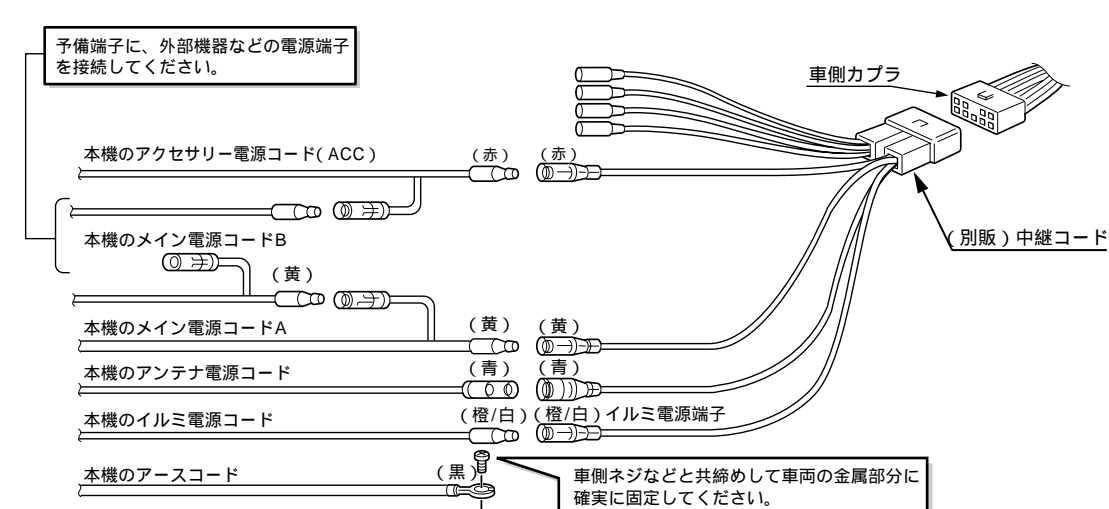 予備端子に、外部機器などの電源端子
を接続してください。
車側カプラ
本機のアクセサリー電源コード(ACC)
(赤)
(赤)
本機のメイン電源コードB
(別販)中継コード
(黄)
本機のメイン電源コードA
(黄)
(黄)
本機のアンテナ電源コード
(青)
(青)
本機のイルミ電源コード
(橙/白)
(橙/白)イルミ電源端子
本機のアースコード
(黒)
車側ネジなどと共締めして車両の金属部分に
確実に固定してください。